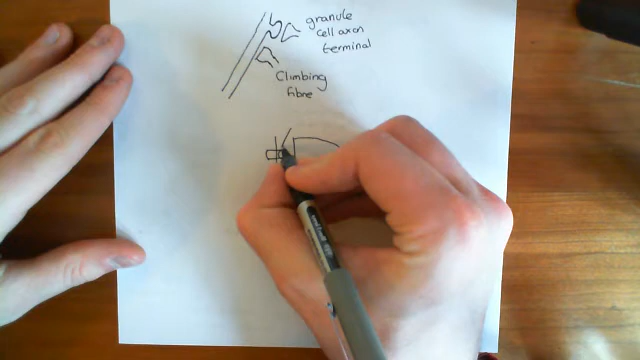 granule
cell axon
terminal
Climbing
fibre